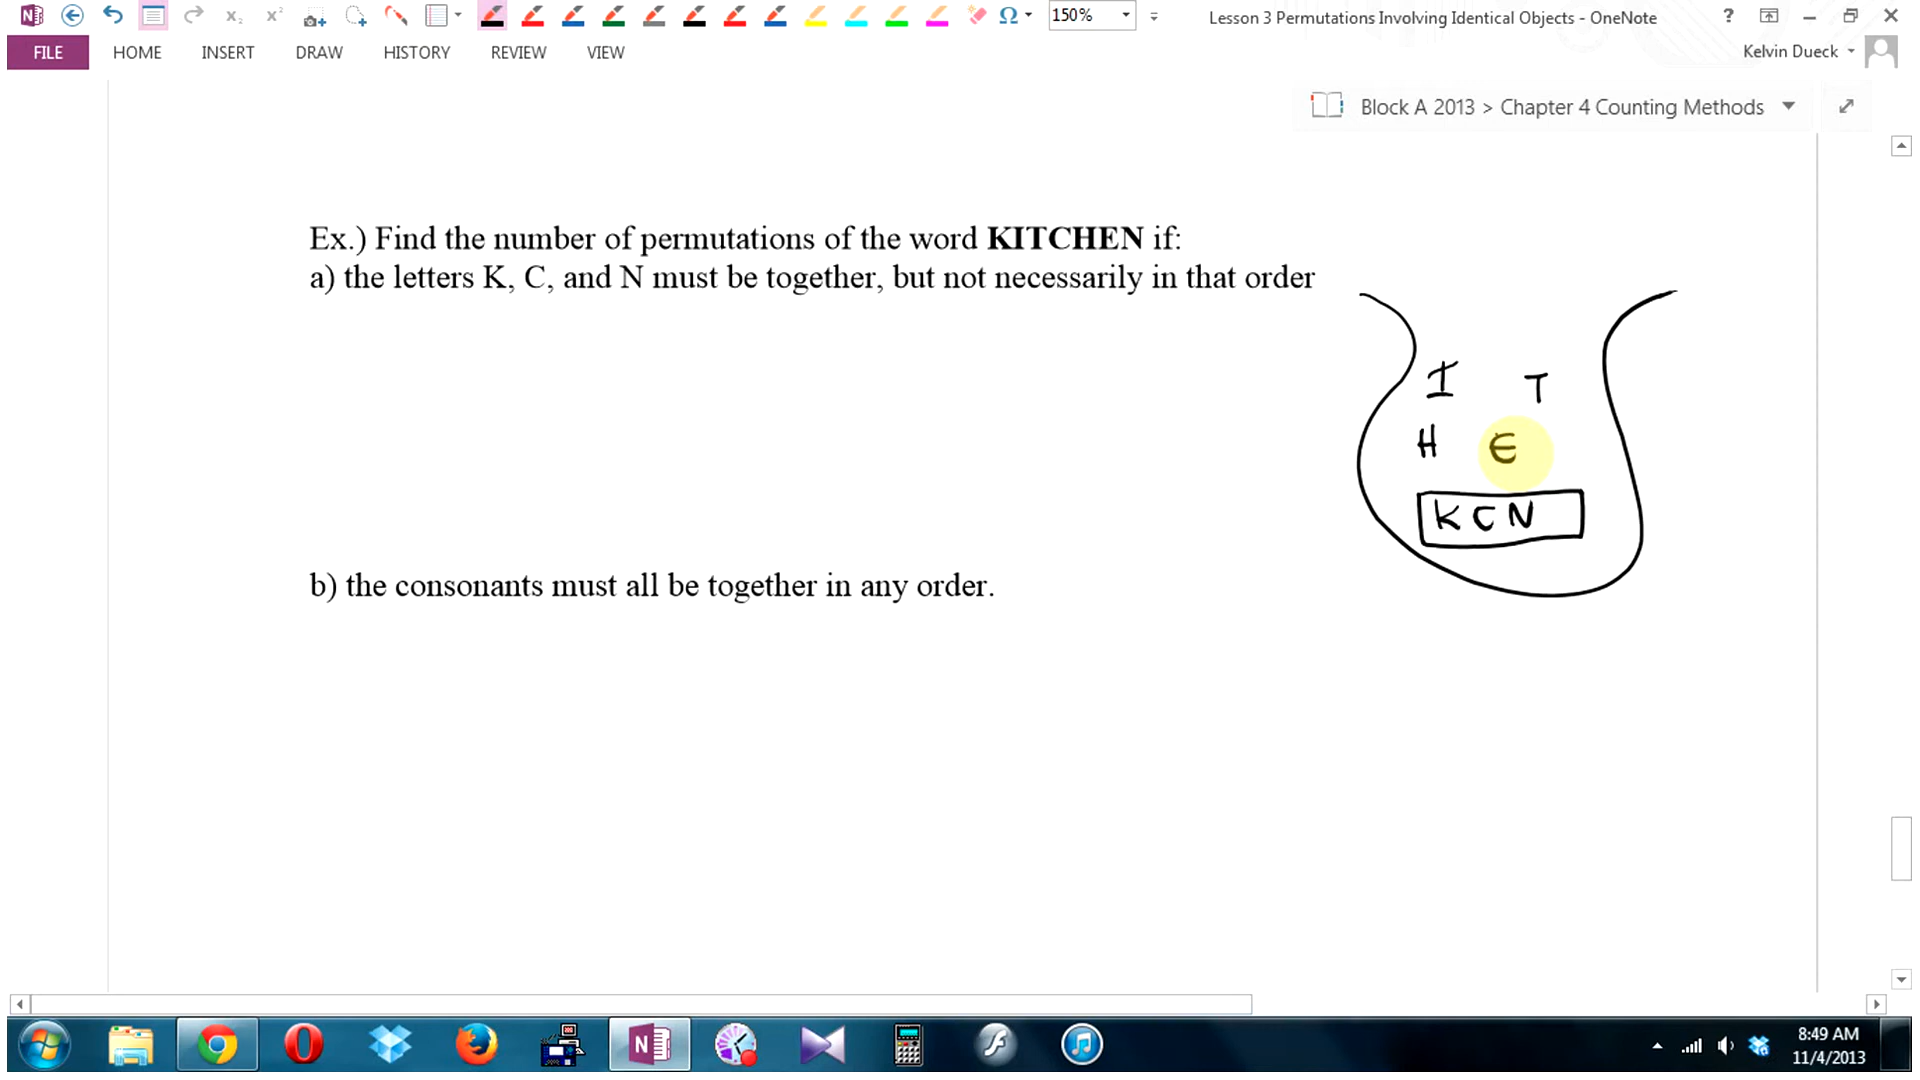 150%
Lesson 3 Permutations Involving Identical Objects - OneNote
FILE HOME INSERT DRAW HISTORY REVIEW VIEW
Kelvin Dueck
Block A 2013 > Chapter 4 Counting Methods
Ex.) Find the number of permutations of the word KITCHEN if:
a) the letters K, C, and N must be together, but not necessarily in that order
I T
H E
K C N
b) the consonants must all be together in any order.
8:49 AM
11/4/2013